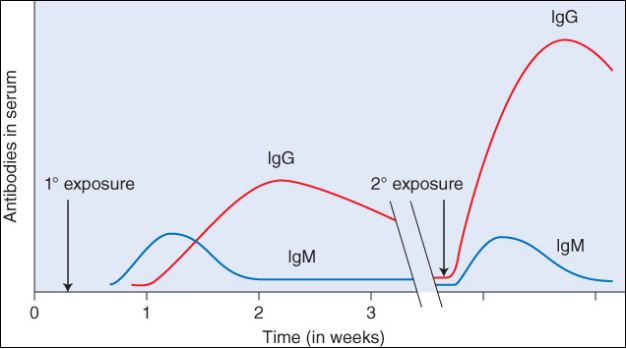 IgG
IgG
1° exposure
2° exposure
IgM
IgM
Antibodies in serum
0
1
2
3
Time (in weeks)